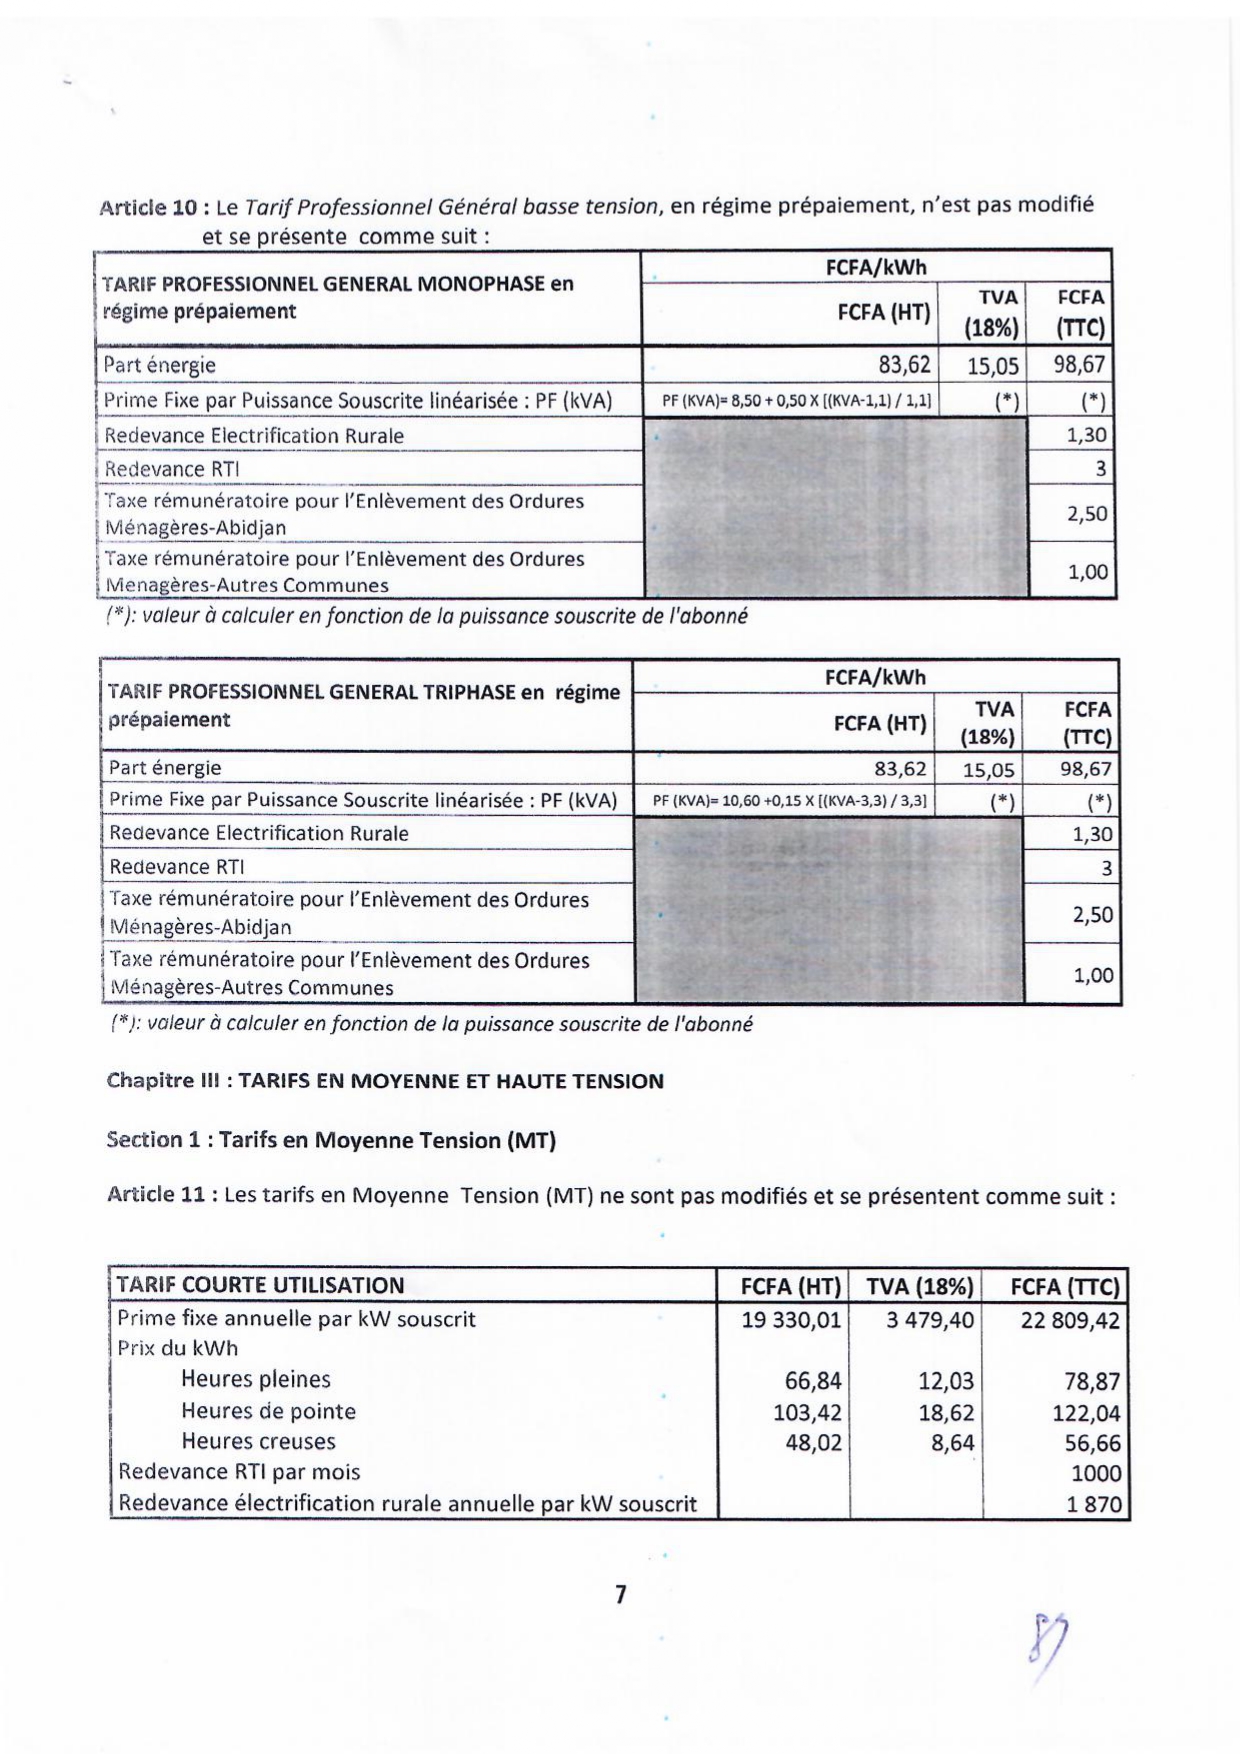 Article 10 : Le Tarif Professionnel Général basse tension, en régime prépaiement, n'est pas modifié
et se présente comme suit :
TARIF PROFESSIONNEL GENERAL MONOPHASE en
régime prépaiement
FCFA/kWh
FCFA (HT)
TVA
(18%)
FCFA
(TTC)
Part énergie 83,62 15,05 98,67
Prime Fixe par Puissance Souscrite linéarisée : PF (kVA) PF (KVA)= 8,50 + 0,50 X [(KVA-1,1) / 1,1] (*) (*)
Redevance Electrification Rurale 1,30
Redevance RTI 3
Taxe rémunératoire pour l'Enlèvement des Ordures
Ménagères-Abidjan 2,50
Taxe rémunératoire pour l'Enlèvement des Ordures
Menagères-Autres Communes 1,00
(*): valeur à calculer en fonction de la puissance souscrite de l'abonné
TARIF PROFESSIONNEL GENERAL TRIPHASE en régime
prépaiement
FCFA/kWh
FCFA (HT)
TVA
(18%)
FCFA
(TTC)
Part énergie 83,62 15,05 98,67
Prime Fixe par Puissance Souscrite linéarisée : PF (kVA) PF (KVA)= 10,60 +0,15 X [(KVA-3,3) / 3,3] (*) (*)
Redevance Electrification Rurale 1,30
Redevance RTI 3
Taxe rémunératoire pour l'Enlèvement des Ordures
Ménagères-Abidjan 2,50
Taxe rémunératoire pour l'Enlèvement des Ordures
Ménagères-Autres Communes 1,00
(*): valeur à calculer en fonction de la puissance souscrite de l'abonné
Chapitre III : TARIFS EN MOYENNE ET HAUTE TENSION
Section 1 : Tarifs en Moyenne Tension (MT)
Article 11 : Les tarifs en Moyenne Tension (MT) ne sont pas modifiés et se présentent comme suit :
TARIF COURTE UTILISATION FCFA (HT) TVA (18%) FCFA (TTC)
Prime fixe annuelle par kW souscrit 19 330,01 3 479,40 22 809,42
Prix du kWh
Heures pleines 66,84 12,03 78,87
Heures de pointe 103,42 18,62 122,04
Heures creuses 48,02 8,64 56,66
Redevance RTI par mois 1000
Redevance électrification rurale annuelle par kW souscrit 1 870
7